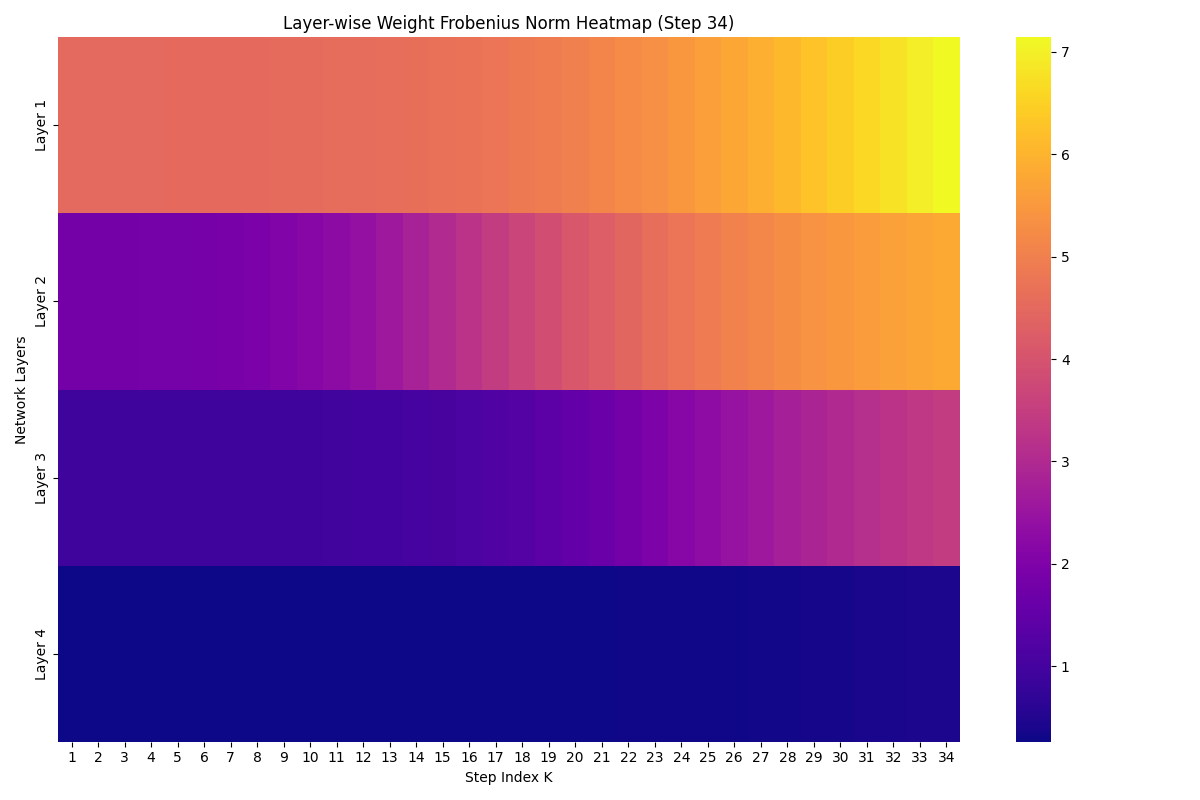 Layer-wise Weight Frobenius Norm Heatmap (Step 34)
Network Layers
Layer 1
Layer 2
Layer 3
Layer 4
1 2 3 4 5 6 7 8 9 10 11 12 13 14 15 16 17 18 19 20 21 22 23 24 25 26 27 28 29 30 31 32 33 34
Step Index K
7
6
5
4
3
2
1